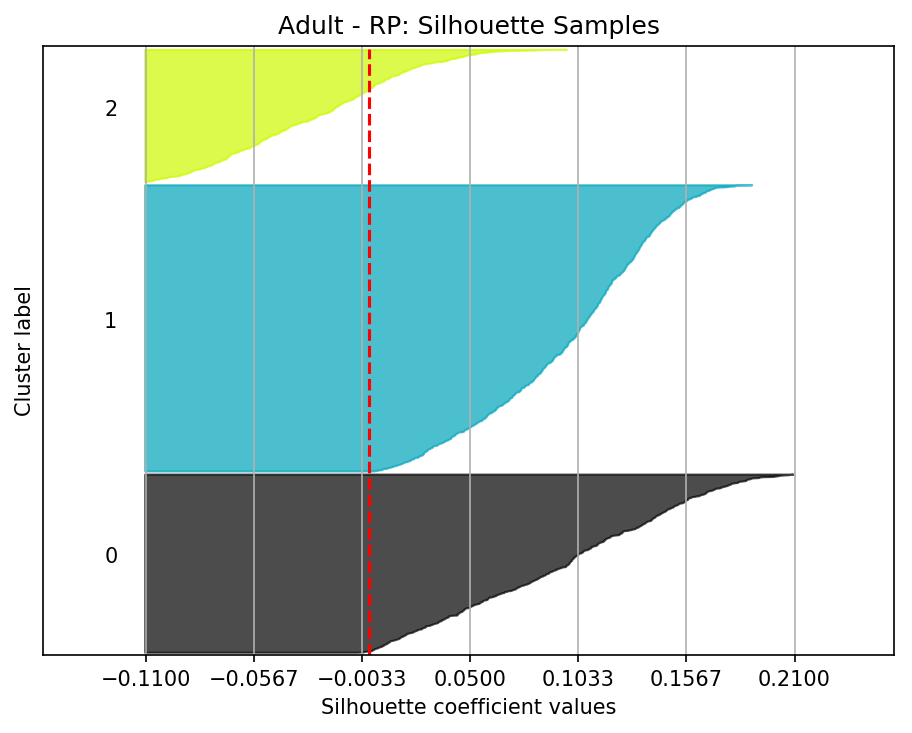 Adult - RP: Silhouette Samples
Cluster label
2
1
0
−0.1100 −0.0567 −0.0033 0.0500 0.1033 0.1567 0.2100
Silhouette coefficient values